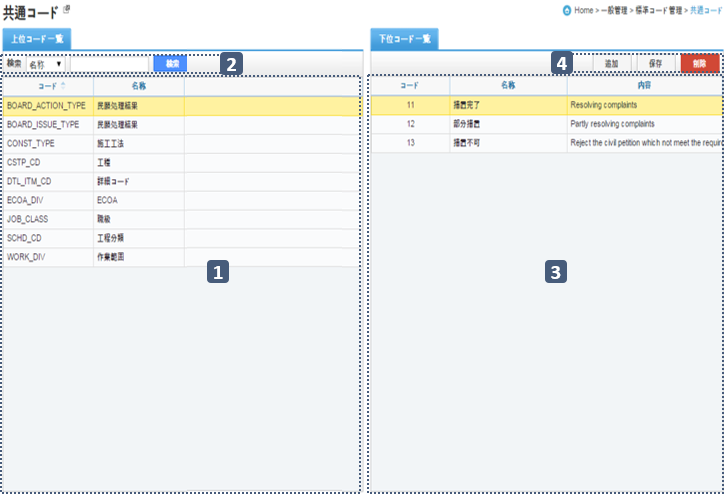 共通コード
Home > 一般管理 > 標準コード管理 > 共通コード
上位コード一覧
検索 名称 ▼ 検索 2
コード 名称
BOARD_ACTION_TYPE 民願処理結果
BOARD_ISSUE_TYPE 民願処理結果
CONST_TYPE 施工工法
CSTP_CD 工種
DTL_ITM_CD 詳細コード
ECOA_DIV ECOA
JOB_CLASS 職級
SCHD_CD 工程分類
WORK_DIV 作業範囲
1
下位コード一覧
4 追加 保存 削除
コード 名称 内容
11 措置完了 Resolving complaints
12 部分措置 Partly resolving complaints
13 措置不可 Reject the civil petition which not meet the requir
3